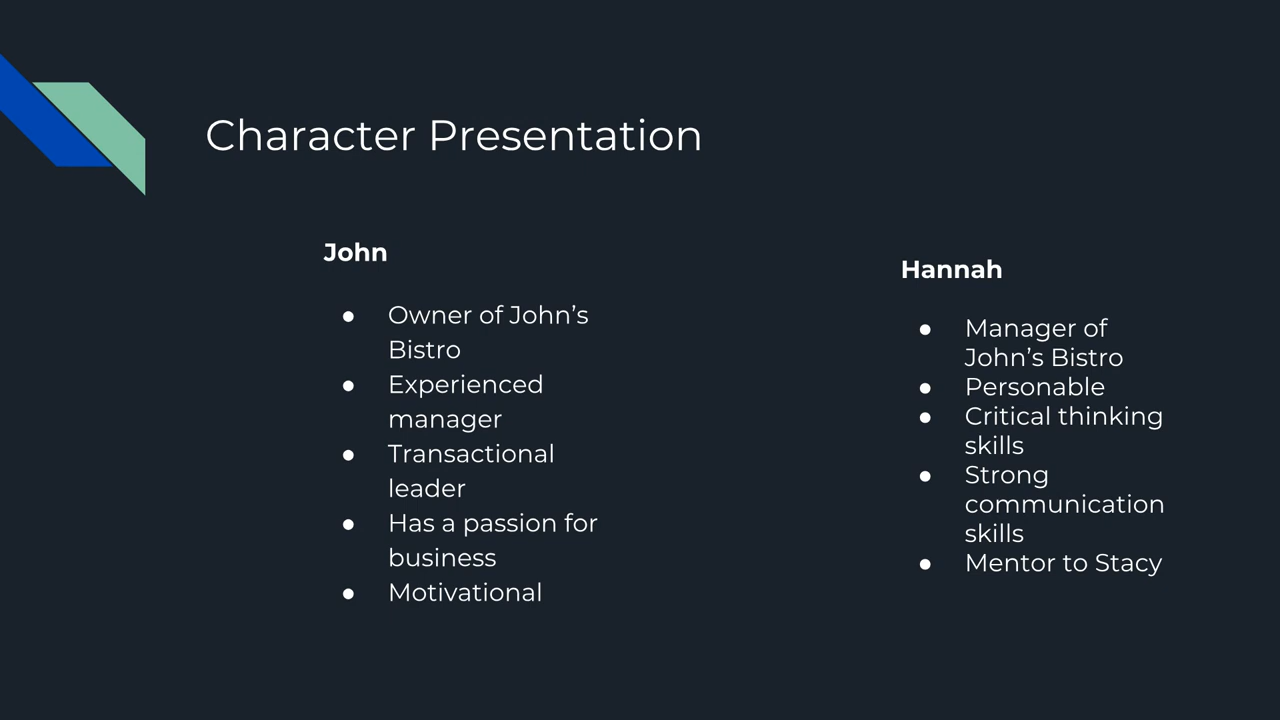 Character Presentation
John
● Owner of John’s
Bistro
● Experienced
manager
● Transactional
leader
● Has a passion for
business
● Motivational
Hannah
● Manager of
John’s Bistro
● Personable
● Critical thinking
skills
● Strong
communication
skills
● Mentor to Stacy